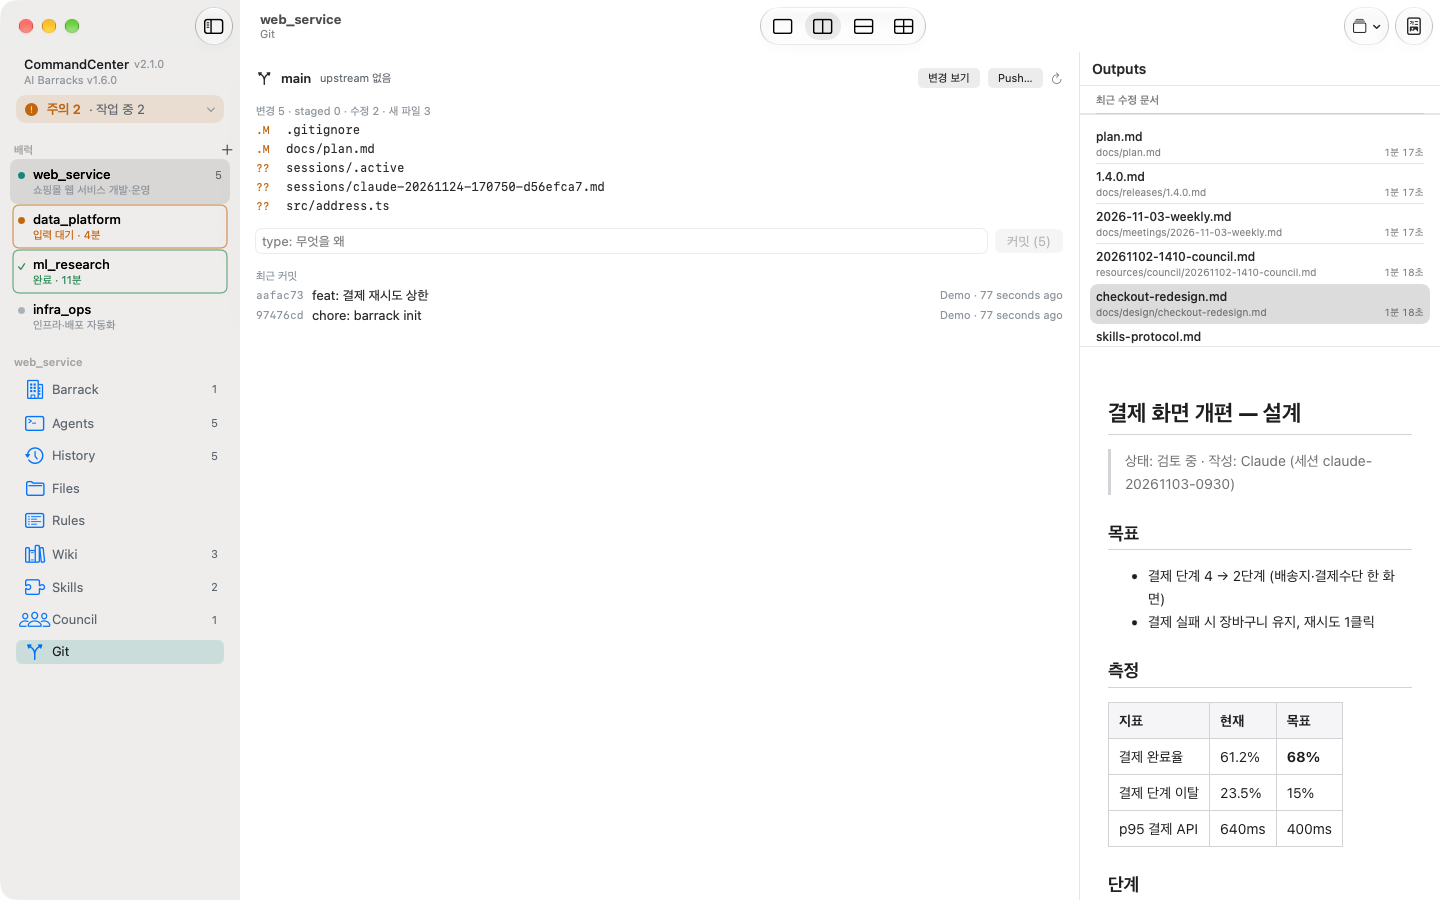 CommandCenter v2.1.0
AI Barracks v1.6.0
주의 2 · 작업 중 2
배럭
web_service 5
쇼핑몰 웹 서비스 개발·운영
data_platform
입력 대기 · 4분
ml_research
완료 · 11분
infra_ops
인프라·배포 자동화
web_service
Barrack 1
Agents 5
History 5
Files
Rules
Wiki 3
Skills 2
Council 1
Git
web_service
Git
main upstream 없음
변경 보기
Push...
변경 5 · staged 0 · 수정 2 · 새 파일 3
.M .gitignore
.M docs/plan.md
?? sessions/.active
?? sessions/claude-20261124-170750-d56efca7.md
?? src/address.ts
type: 무엇을 왜
커밋 (5)
최근 커밋
aafac73 feat: 결제 재시도 상한 Demo · 77 seconds ago
97476cd chore: barrack init Demo · 77 seconds ago
Outputs
최근 수정 문서
plan.md
docs/plan.md 1분 17초
1.4.0.md
docs/releases/1.4.0.md 1분 17초
2026-11-03-weekly.md
docs/meetings/2026-11-03-weekly.md 1분 17초
20261102-1410-council.md
resources/council/20261102-1410-council.md 1분 18초
checkout-redesign.md
docs/design/checkout-redesign.md 1분 18초
skills-protocol.md
결제 화면 개편 — 설계
상태: 검토 중 · 작성: Claude (세션 claude-
20261103-0930)
목표
• 결제 단계 4 → 2단계 (배송지·결제수단 한 화
면)
• 결제 실패 시 장바구니 유지, 재시도 1클릭
측정
지표 현재 목표
결제 완료율 61.2% 68%
결제 단계 이탈 23.5% 15%
p95 결제 API 640ms 400ms
단계